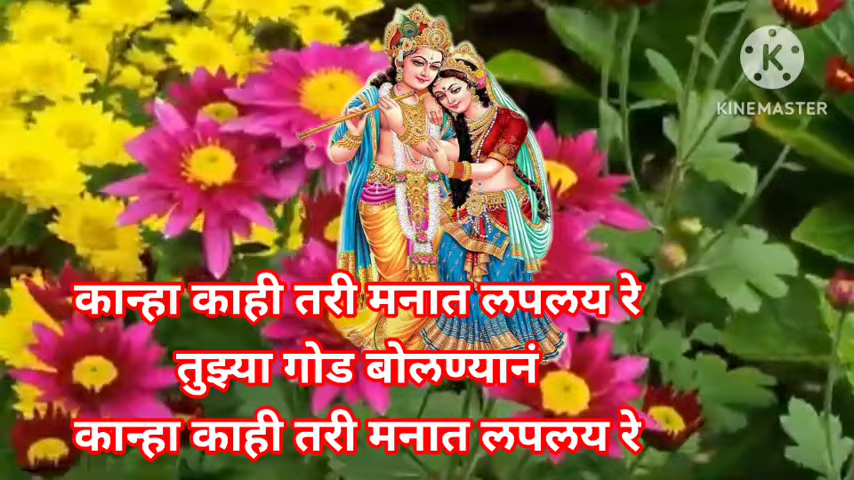 KINEMASTER
कान्हा काही तरी मनात लपलय रे
तुझ्या गोड बोलण्यानं
कान्हा काही तरी मनात लपलय रे